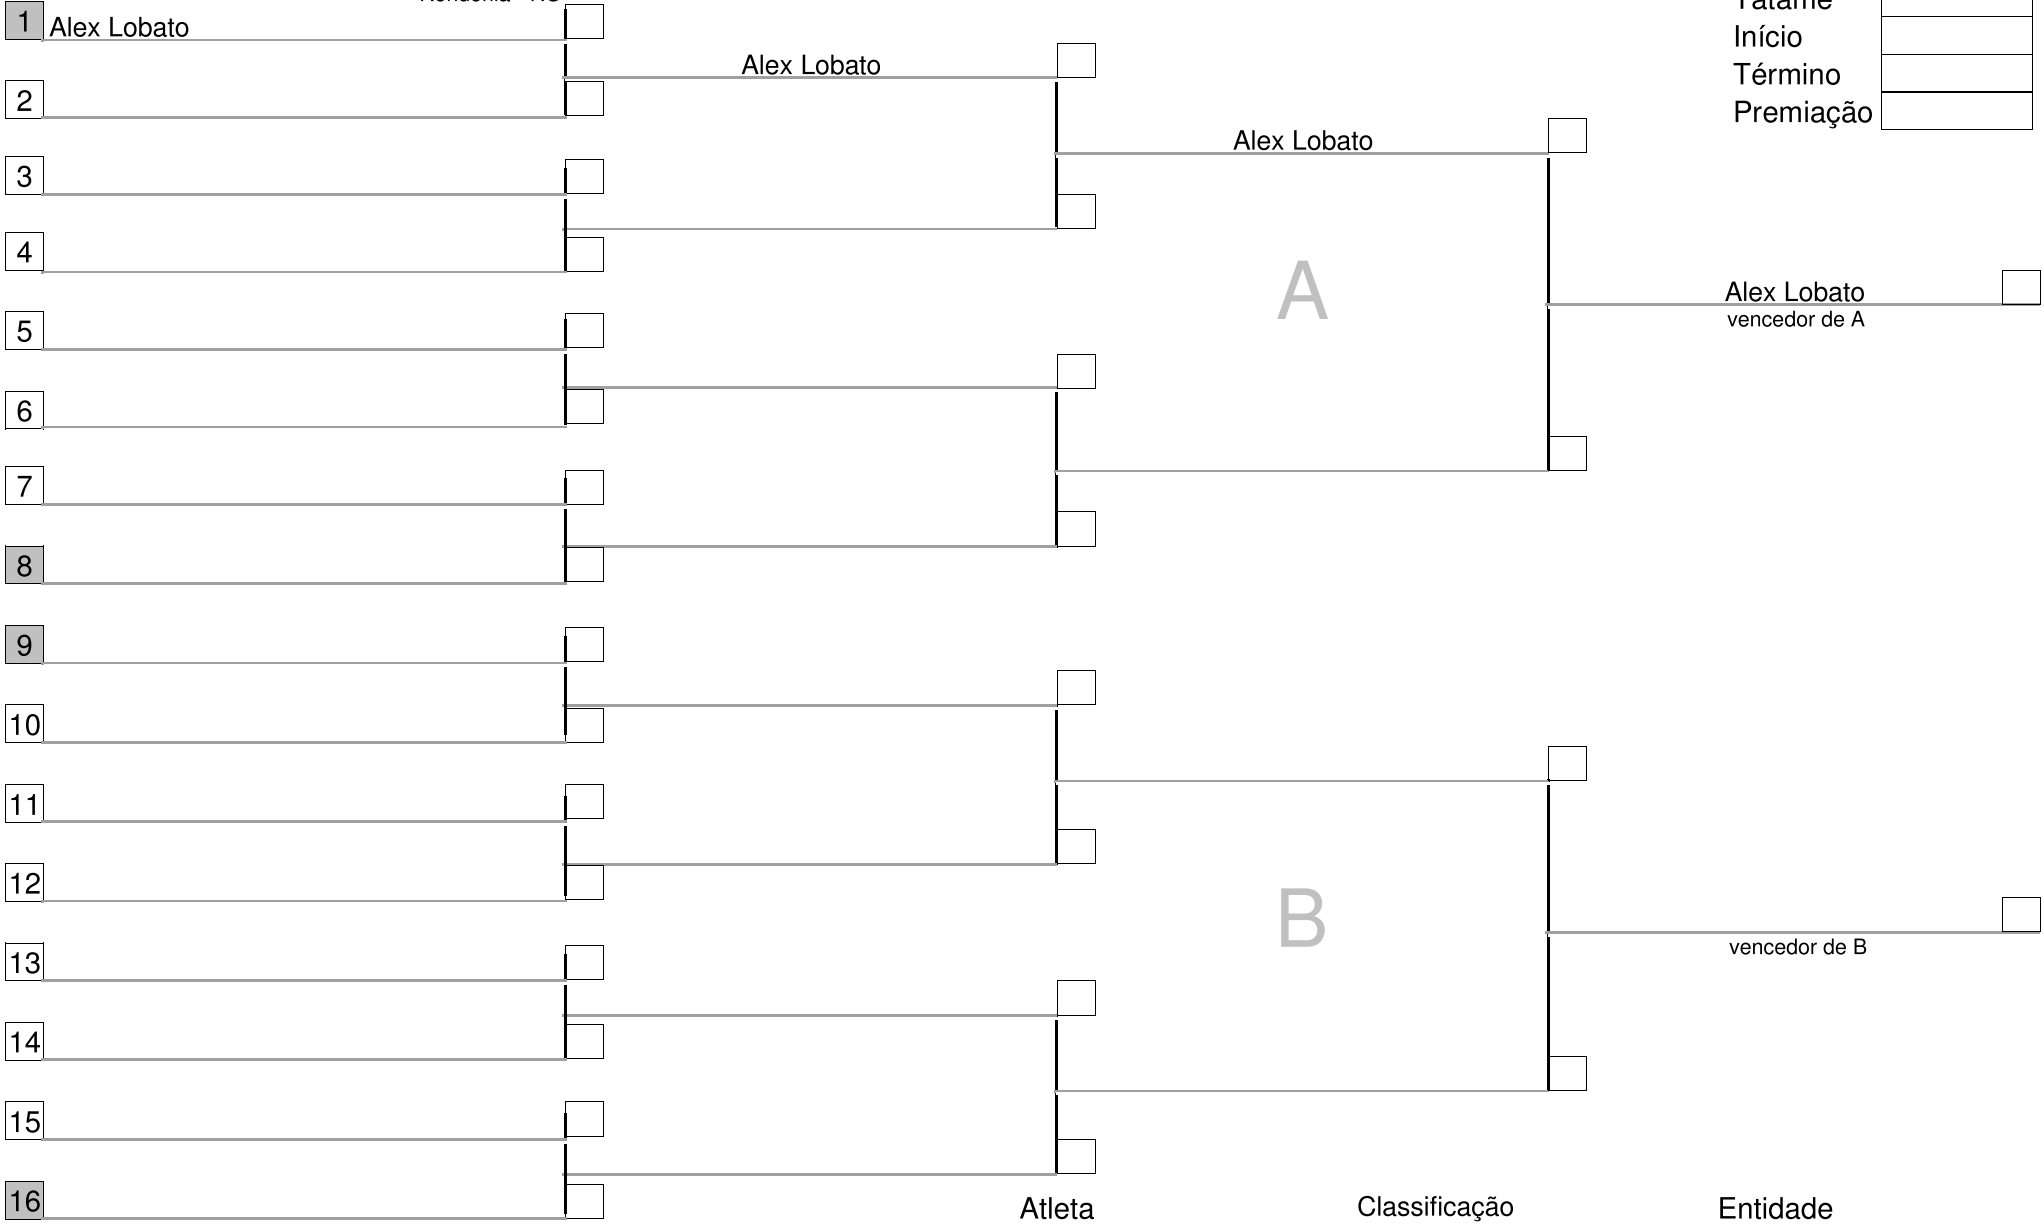 Tatame
1 Alex Lobato
Início
Alex Lobato
Término
2
Premiação
Alex Lobato
3
4
A
Alex Lobato
vencedor de A
5
6
7
8
9
10
11
12
B
vencedor de B
13
14
15
16
Atleta Classificação Entidade